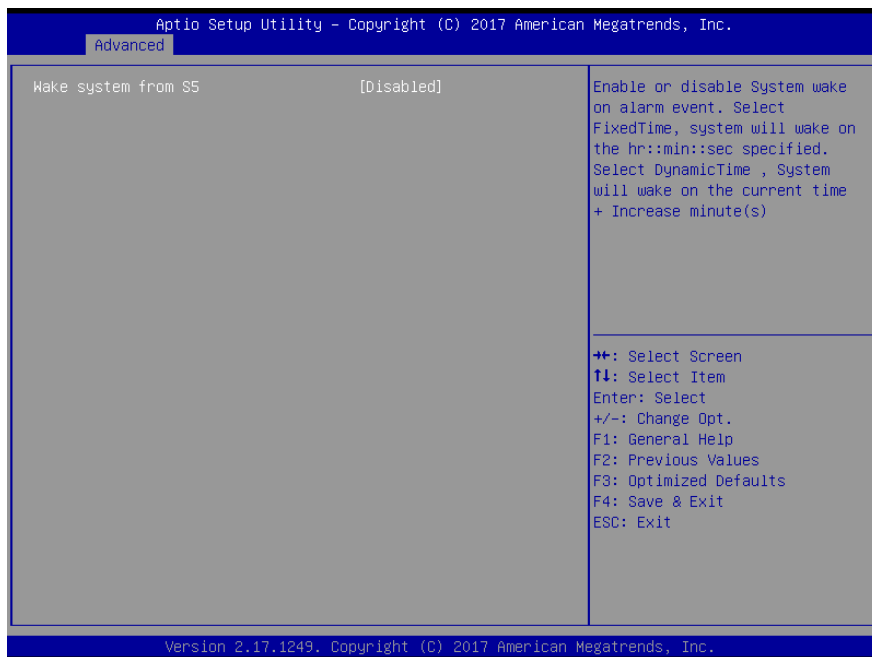 Aptio Setup Utility – Copyright (C) 2017 American Megatrends, Inc.
Advanced
Wake system from S5 [Disabled]
Enable or disable System wake
on alarm event. Select
FixedTime, system will wake on
the hr::min::sec specified.
Select DynamicTime , System
will wake on the current time
+ Increase minute(s)
→←: Select Screen
↑↓: Select Item
Enter: Select
+/-: Change Opt.
F1: General Help
F2: Previous Values
F3: Optimized Defaults
F4: Save & Exit
ESC: Exit
Version 2.17.1249. Copyright (C) 2017 American Megatrends, Inc.